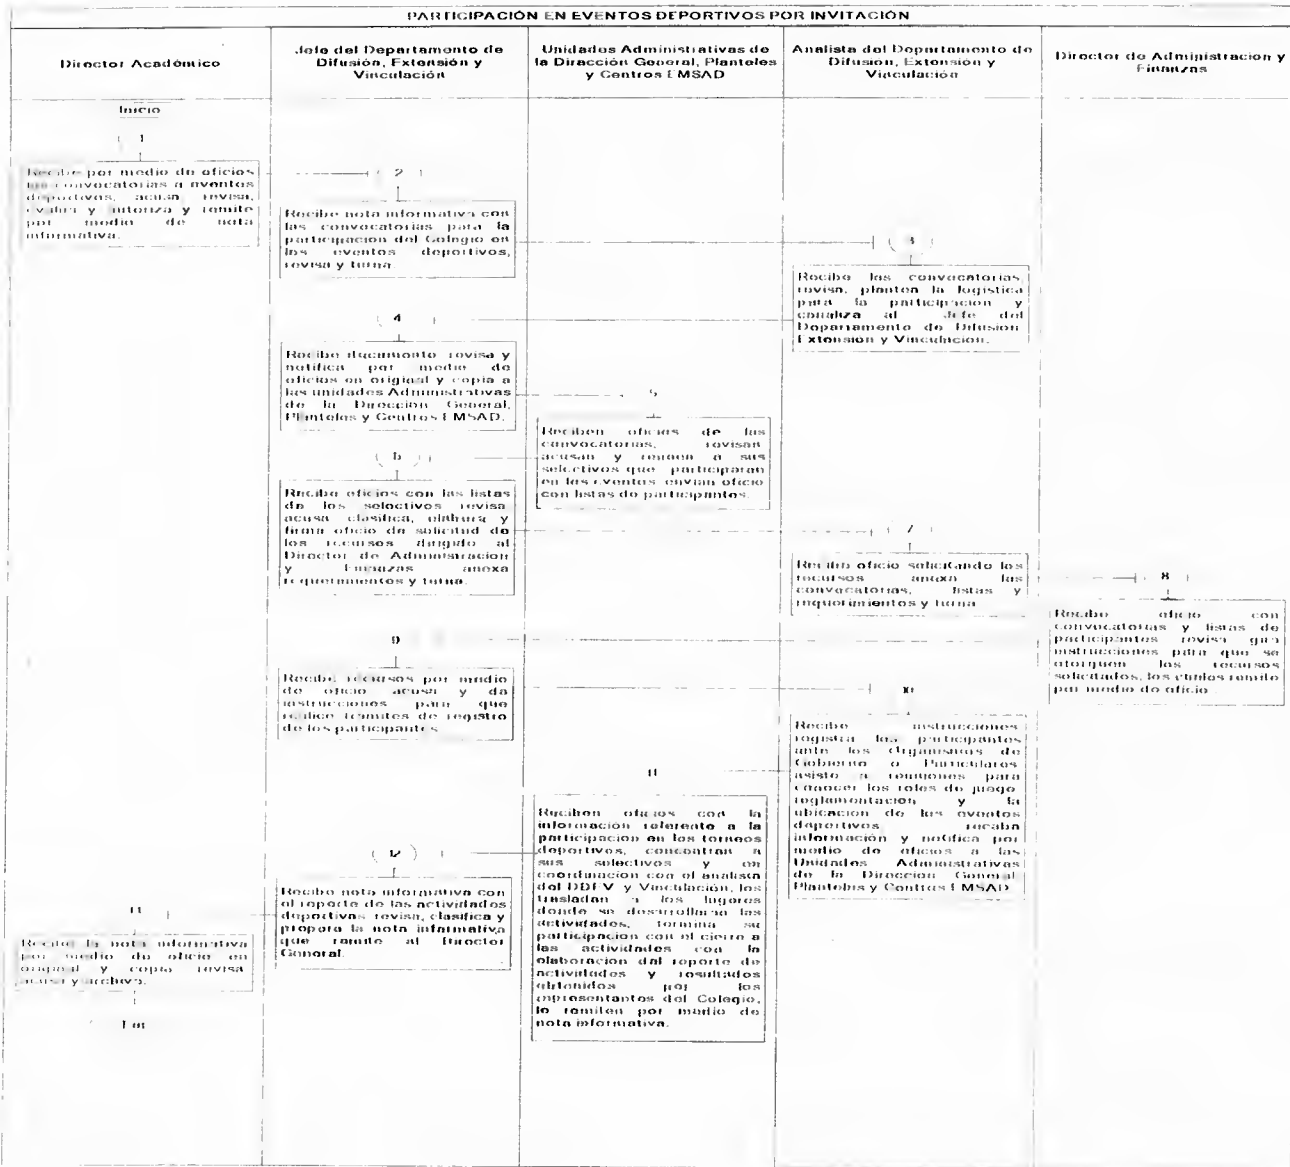 PARTICIPACIÓN EN EVENTOS DEPORTIVOS POR INVITACIÓN
Director Académico
Jefe del Departamento de
Difusión, Extensión y
Vinculación
Unidades Administrativas de
la Dirección General, Planteles
y Centros EMSAD
Analista del Departamento de
Difusión, Extensión y
Vinculación
Director de Administración y
Finanzas
Inicio
1
Recibe por medio de oficios
las convocatorias a eventos
deportivos, acusa revisa,
evalúa y autoriza y remite
por medio de nota
informativa.
2
Recibe nota informativa con
las convocatorias para la
participacion del Colegio en
los eventos deportivos,
revisa y turna.
3
Recibe las convocatorias,
revisa, plantea la logística
para la participacion y
canaliza al Jefe del
Departamento de Difusion
Extension y Vinculacion.
4
Recibe documento revisa y
notifica por medio de
oficios en original y copia a
las unidades Administrativas
de la Direccion General,
Planteles y Centros EMSAD.
5
Reciben oficios de las
convocatorias, revisan
acusan y reunen a sus
selectivos que participaran
en los eventos envian oficio
con listas de participantes.
6
Recibe oficios con las listas
de los selectivos revisa
acusa clasifica, elabora y
firma oficio de solicitud de
los recursos dirigido al
Director de Administracion
y Finanzas anexa
requerimientos y turna.
7
Recibe oficio solicitando los
recursos anexa las
convocatorias, listas y
requerimientos y turna
8
Recibe oficio con
convocatorias y listas de
participantes revisa gira
instrucciones para que se
otorguen los recursos
solicitados, los cuales remite
por medio de oficio
9
Recibe recursos por medio
de oficio acusa y da
instrucciones para que
realice tramites de registro
de los participantes
10
Recibe instrucciones
registra los participantes
ante los Organismos de
Gobierno o Particulares
asiste a reuniones para
conocer los roles de juego
reglamentacion y la
ubicacion de los eventos
deportivos recaba
información y notifica por
medio de oficios a las
Unidades Administrativas
de la Direccion General
Planteles y Centros EMSAD
11
Reciben oficios con la
información referente a la
participación en los torneos
deportivos, concentran a
sus selectivos y en
coordinacion con el analista
del DDEV y Vinculación, los
trasladan a los lugares
donde se desarrollaran las
actividades, termina su
participación con el cierre a
las actividades con la
elaboracion del reporte de
actividades y resultados
obtenidos por los
representantes del Colegio,
lo remiten por medio de
nota informativa.
12
Recibe nota informativa con
el reporte de las actividades
deportivas revisa, clasifica y
prepara la nota informativa
que remite al Director
General.
13
Recibe la nota informativa
por medio de oficio en
original y copia revisa
acusa y archiva.
Fin